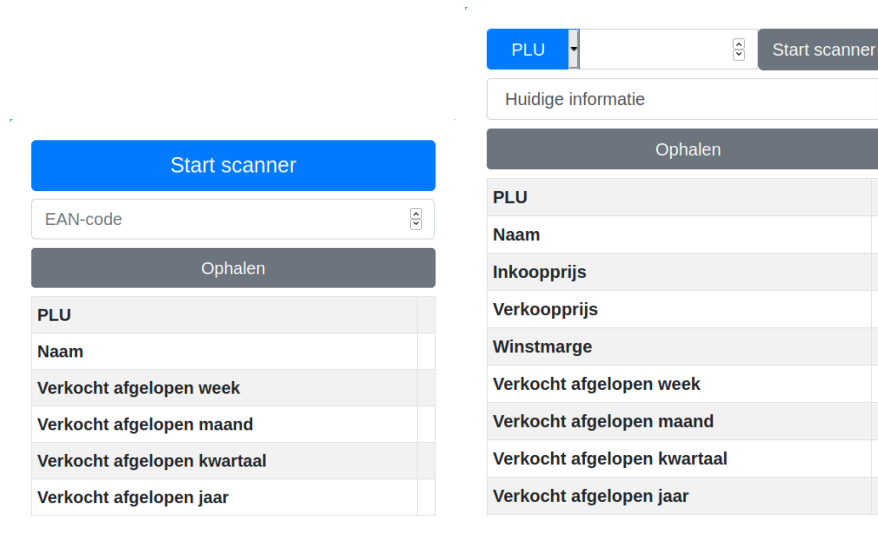 Start scanner
EAN-code
Ophalen
PLU
Naam
Verkocht afgelopen week
Verkocht afgelopen maand
Verkocht afgelopen kwartaal
Verkocht afgelopen jaar
PLU
Start scanner
Huidige informatie
Ophalen
PLU
Naam
Inkoopprijs
Verkoopprijs
Winstmarge
Verkocht afgelopen week
Verkocht afgelopen maand
Verkocht afgelopen kwartaal
Verkocht afgelopen jaar